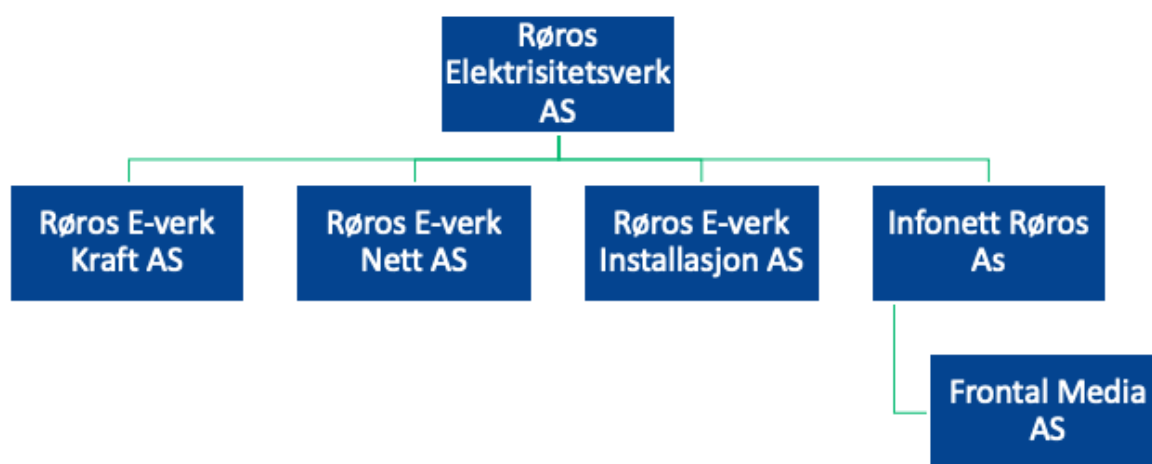 Røros
Elektrisitetsverk
AS
Røros E-verk
Kraft AS
Røros E-verk
Nett AS
Røros E-verk
Installasjon AS
Infonett Røros
As
Frontal Media
AS